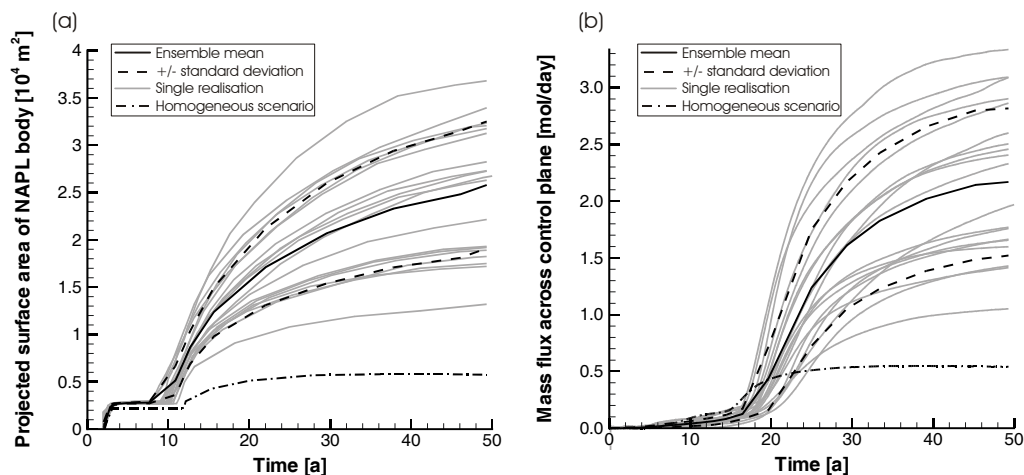 (a)
Projected surface area of NAPL body [10⁴ m²]
4
3.5
3
2.5
2
1.5
1
0.5
0
Ensemble mean
+/- standard deviation
Single realisation
Homogeneous scenario
0 10 20 30 40 50
Time [a]
(b)
Mass flux across control plane [mol/day]
3.0
2.5
2.0
1.5
1.0
0.5
0.0
Ensemble mean
+/- standard deviation
Single realisation
Homogeneous scenario
0 10 20 30 40 50
Time [a]